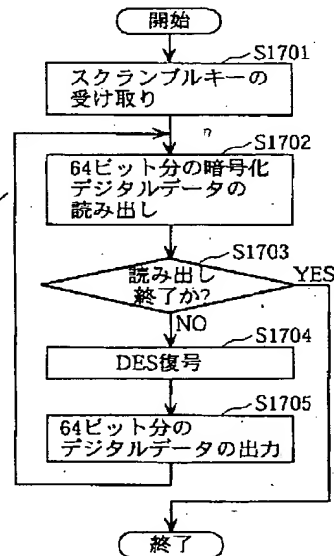 開始
S1701
スクランブルキーの
受け取り
S1702
64ビット分の暗号化
デジタルデータの
読み出し
S1703
読み出し
終了か?
YES
NO
S1704
DES復号
S1705
64ビット分の
デジタルデータの出力
終了